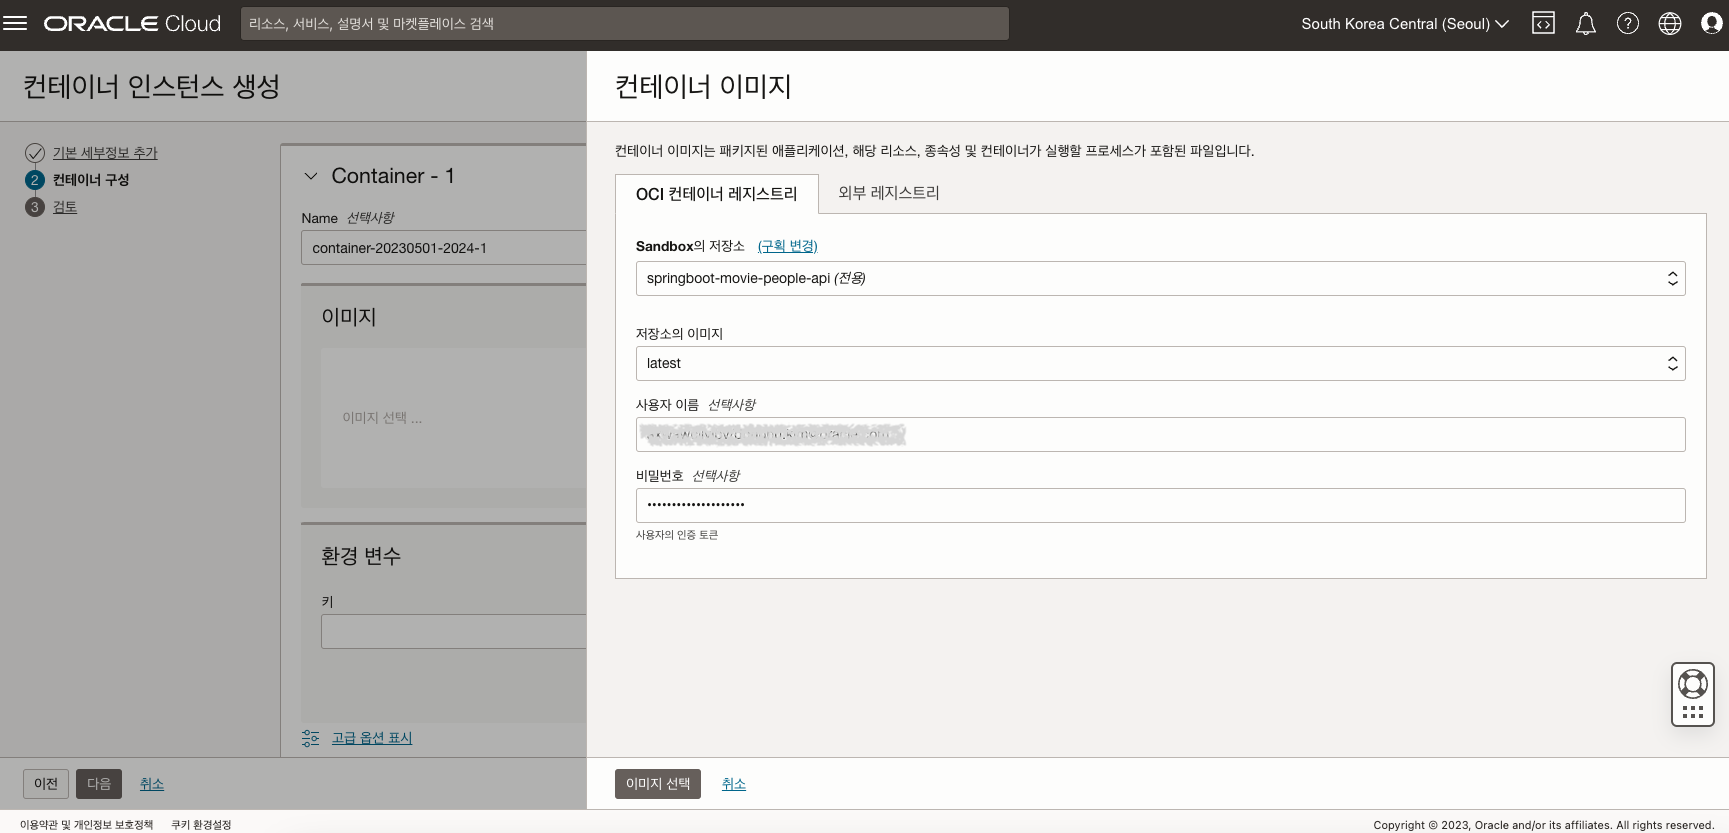 ORACLE Cloud
리소스, 서비스, 설명서 및 마켓플레이스 검색
South Korea Central (Seoul)
컨테이너 인스턴스 생성
기본 세부정보 추가
2 컨테이너 구성
3 검토
Container - 1
Name 선택사항
container-20230501-2024-1
이미지
이미지 선택 ...
환경 변수
키
고급 옵션 표시
이전 다음 취소
컨테이너 이미지
컨테이너 이미지는 패키지된 애플리케이션, 해당 리소스, 종속성 및 컨테이너가 실행할 프로세스가 포함된 파일입니다.
OCI 컨테이너 레지스트리 외부 레지스트리
Sandbox의 저장소 (구획 변경)
springboot-movie-people-api (전용)
저장소의 이미지
latest
사용자 이름 선택사항
비밀번호 선택사항
••••••••••••••••••••
사용자의 인증 토큰
이미지 선택 취소
이용약관 및 개인정보 보호정책 쿠키 환경설정
Copyright © 2023, Oracle and/or its affiliates. All rights reserved.